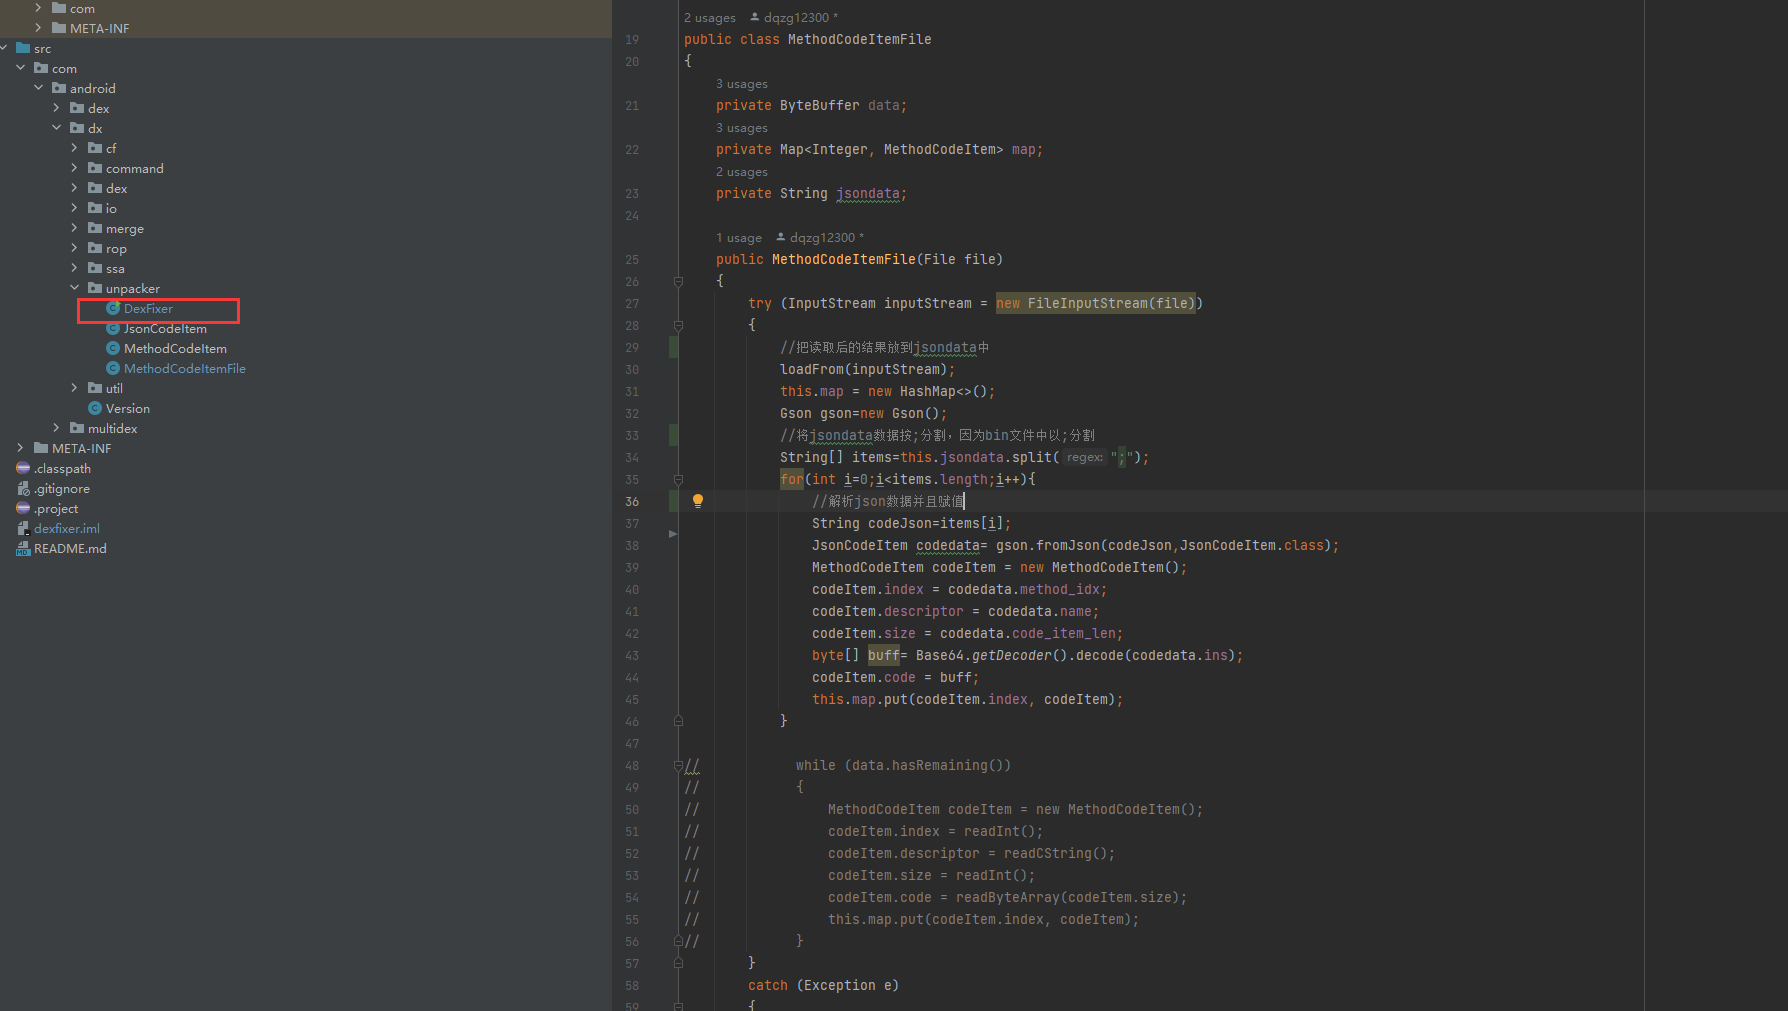 com
META-INF
src
com
android
dex
dx
cf
command
dex
io
merge
rop
ssa
unpacker
DexFixer
JsonCodeItem
MethodCodeItem
MethodCodeItemFile
util
Version
multidex
META-INF
.classpath
.gitignore
.project
dexfixer.iml
README.md
2 usages dqzg12300 *
19 public class MethodCodeItemFile
20 {
3 usages
21 private ByteBuffer data;
3 usages
22 private Map<Integer, MethodCodeItem> map;
2 usages
23 private String jsondata;
24
1 usage dqzg12300 *
25 public MethodCodeItemFile(File file)
26 {
27 try (InputStream inputStream = new FileInputStream(file))
28 {
29 //把读取后的结果放到jsondata中
30 loadFrom(inputStream);
31 this.map = new HashMap<>();
32 Gson gson=new Gson();
33 //将jsondata数据按;分割，因为bin文件中以;分割
34 String[] items=this.jsondata.split( regex: ";");
35 for(int i=0;i<items.length;i++){
36 //解析json数据并且赋值
37 String codeJson=items[i];
38 JsonCodeItem codedata= gson.fromJson(codeJson,JsonCodeItem.class);
39 MethodCodeItem codeItem = new MethodCodeItem();
40 codeItem.index = codedata.method_idx;
41 codeItem.descriptor = codedata.name;
42 codeItem.size = codedata.code_item_len;
43 byte[] buff= Base64.getDecoder().decode(codedata.ins);
44 codeItem.code = buff;
45 this.map.put(codeItem.index, codeItem);
46 }
47
48 // while (data.hasRemaining())
49 // {
50 // MethodCodeItem codeItem = new MethodCodeItem();
51 // codeItem.index = readInt();
52 // codeItem.descriptor = readCString();
53 // codeItem.size = readInt();
54 // codeItem.code = readByteArray(codeItem.size);
55 // this.map.put(codeItem.index, codeItem);
56 // }
57 }
58 catch (Exception e)
59 {